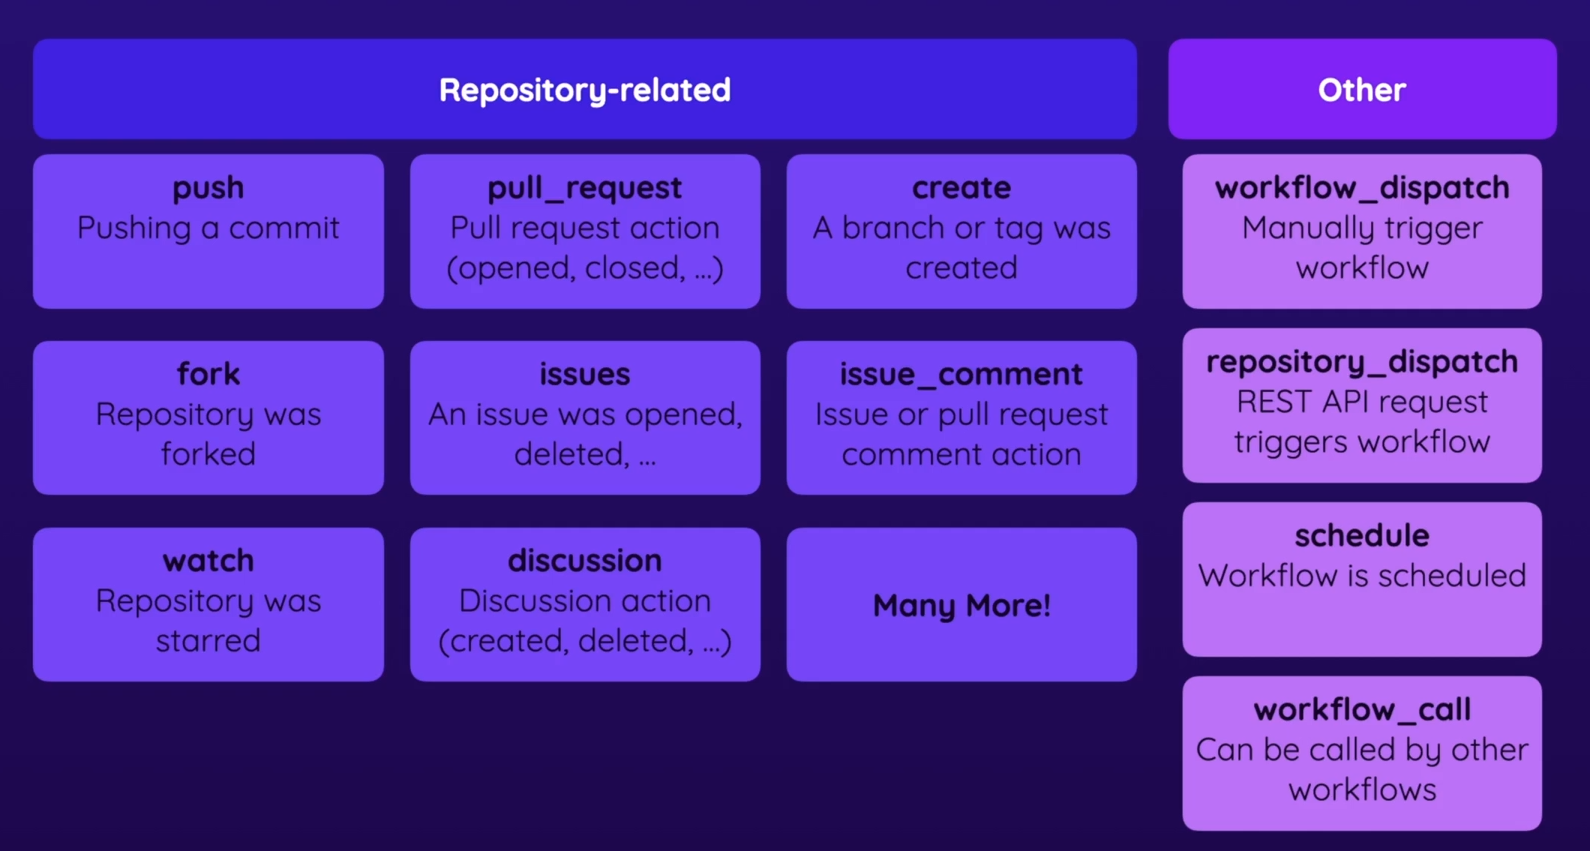 Repository-related
Other
push
Pushing a commit
pull_request
Pull request action
(opened, closed, ...)
create
A branch or tag was
created
fork
Repository was
forked
issues
An issue was opened,
deleted, ...
issue_comment
Issue or pull request
comment action
watch
Repository was
starred
discussion
Discussion action
(created, deleted, ...)
Many More!
workflow_dispatch
Manually trigger
workflow
repository_dispatch
REST API request
triggers workflow
schedule
Workflow is scheduled
workflow_call
Can be called by other
workflows